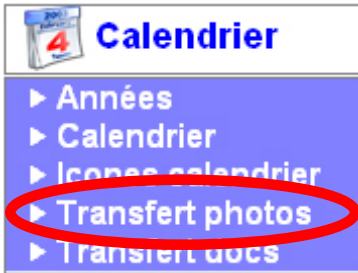 4
Calendrier
► Années
► Calendrier
► Icones calendrier
► Transfert photos
► Transfert docs